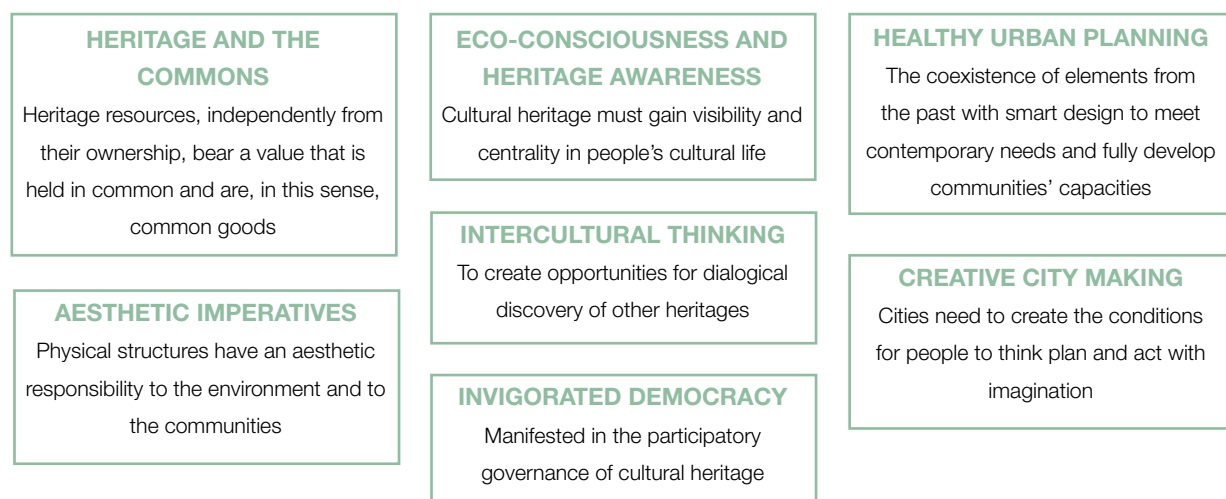 HERITAGE AND THE
COMMONS
Heritage resources, independently from
their ownership, bear a value that is
held in common and are, in this sense,
common goods
AESTHETIC IMPERATIVES
Physical structures have an aesthetic
responsibility to the environment and to
the communities
ECO-CONSCIOUSNESS AND
HERITAGE AWARENESS
Cultural heritage must gain visibility and
centrality in people's cultural life
INTERCULTURAL THINKING
To create opportunities for dialogical
discovery of other heritages
INVIGORATED DEMOCRACY
Manifested in the participatory
governance of cultural heritage
HEALTHY URBAN PLANNING
The coexistence of elements from
the past with smart design to meet
contemporary needs and fully develop
communities' capacities
CREATIVE CITY MAKING
Cities need to create the conditions
for people to think plan and act with
imagination